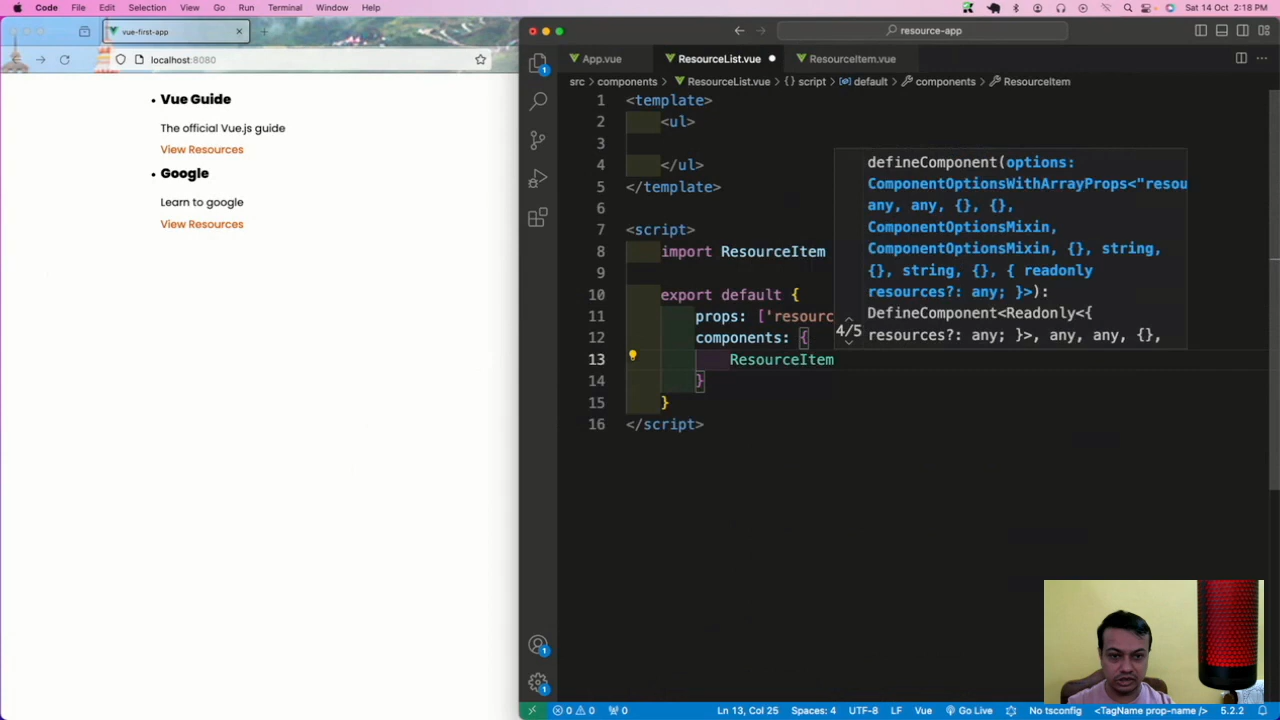 Code File Edit Selection View Go Run Terminal Window Help
Sat 14 Oct 2:18 PM
vue-first-app
localhost:8080
Vue Guide
The official Vue.js guide
View Resources
Google
Learn to google
View Resources
resource-app
App.vue ResourceList.vue ResourceItem.vue
src components ResourceList.vue {} script default components ResourceItem
1 <template>
2 <ul>
3
4 </ul>
5 </template>
6
7 <script>
8 import ResourceItem
9
10 export default {
11 props: ['resourc
12 components: {
13 ResourceItem
14 }
15 }
16 </script>
defineComponent(options:
ComponentOptionsWithArrayProps<"resou
any, any, {}, {},
ComponentOptionsMixin,
ComponentOptionsMixin, {}, string,
{}, string, {}, { readonly
resources?: any; }>):
DefineComponent<Readonly<{
resources?: any; }>, any, any, {},
4/5
1
1
1
0 0 0 Ln 13, Col 25 Spaces: 4 UTF-8 LF Vue Go Live No tsconfig <TagName prop-name /> 5.2.2